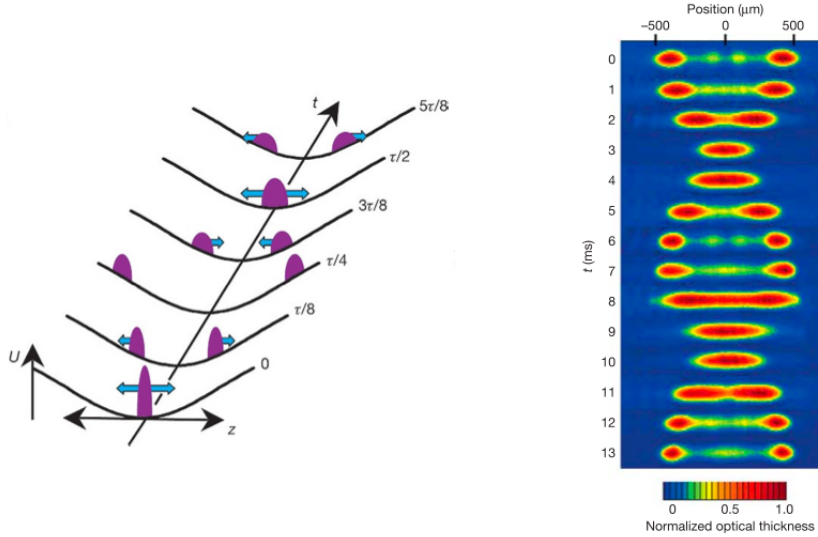 t
5τ/8
τ/2
3τ/8
τ/4
τ/8
U
0
z
Position (μm)
–500 0 500
0
1
2
3
4
5
6
7
8
9
10
11
12
13
t (ms)
0 0.5 1.0
Normalized optical thickness